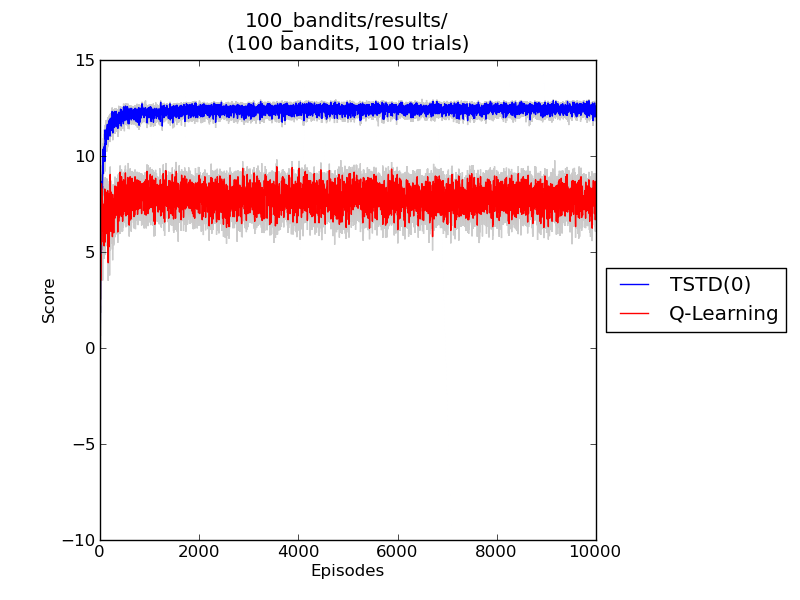 100_bandits/results/
(100 bandits, 100 trials)
15
10
5
0
−5
−10
Score
0 2000 4000 6000 8000 10000
Episodes
TSTD(0)
Q-Learning